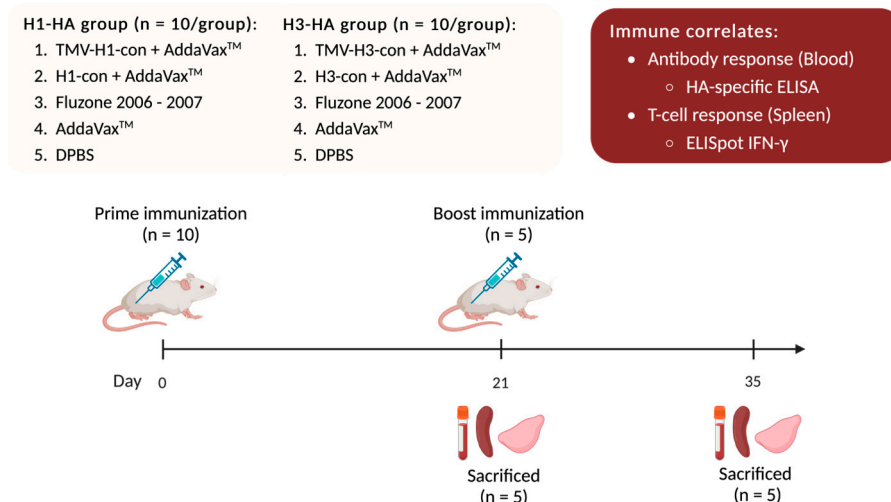 H1-HA group (n = 10/group):
1. TMV-H1-con + AddaVax™
2. H1-con + AddaVax™
3. Fluzone 2006 - 2007
4. AddaVax™
5. DPBS
H3-HA group (n = 10/group):
1. TMV-H3-con + AddaVax™
2. H3-con + AddaVax™
3. Fluzone 2006 - 2007
4. AddaVax™
5. DPBS
Immune correlates:
• Antibody response (Blood)
○ HA-specific ELISA
• T-cell response (Spleen)
○ ELISpot IFN-γ
Prime immunization
(n = 10)
Boost immunization
(n = 5)
Day 0 21 35
Sacrificed
(n = 5)
Sacrificed
(n = 5)